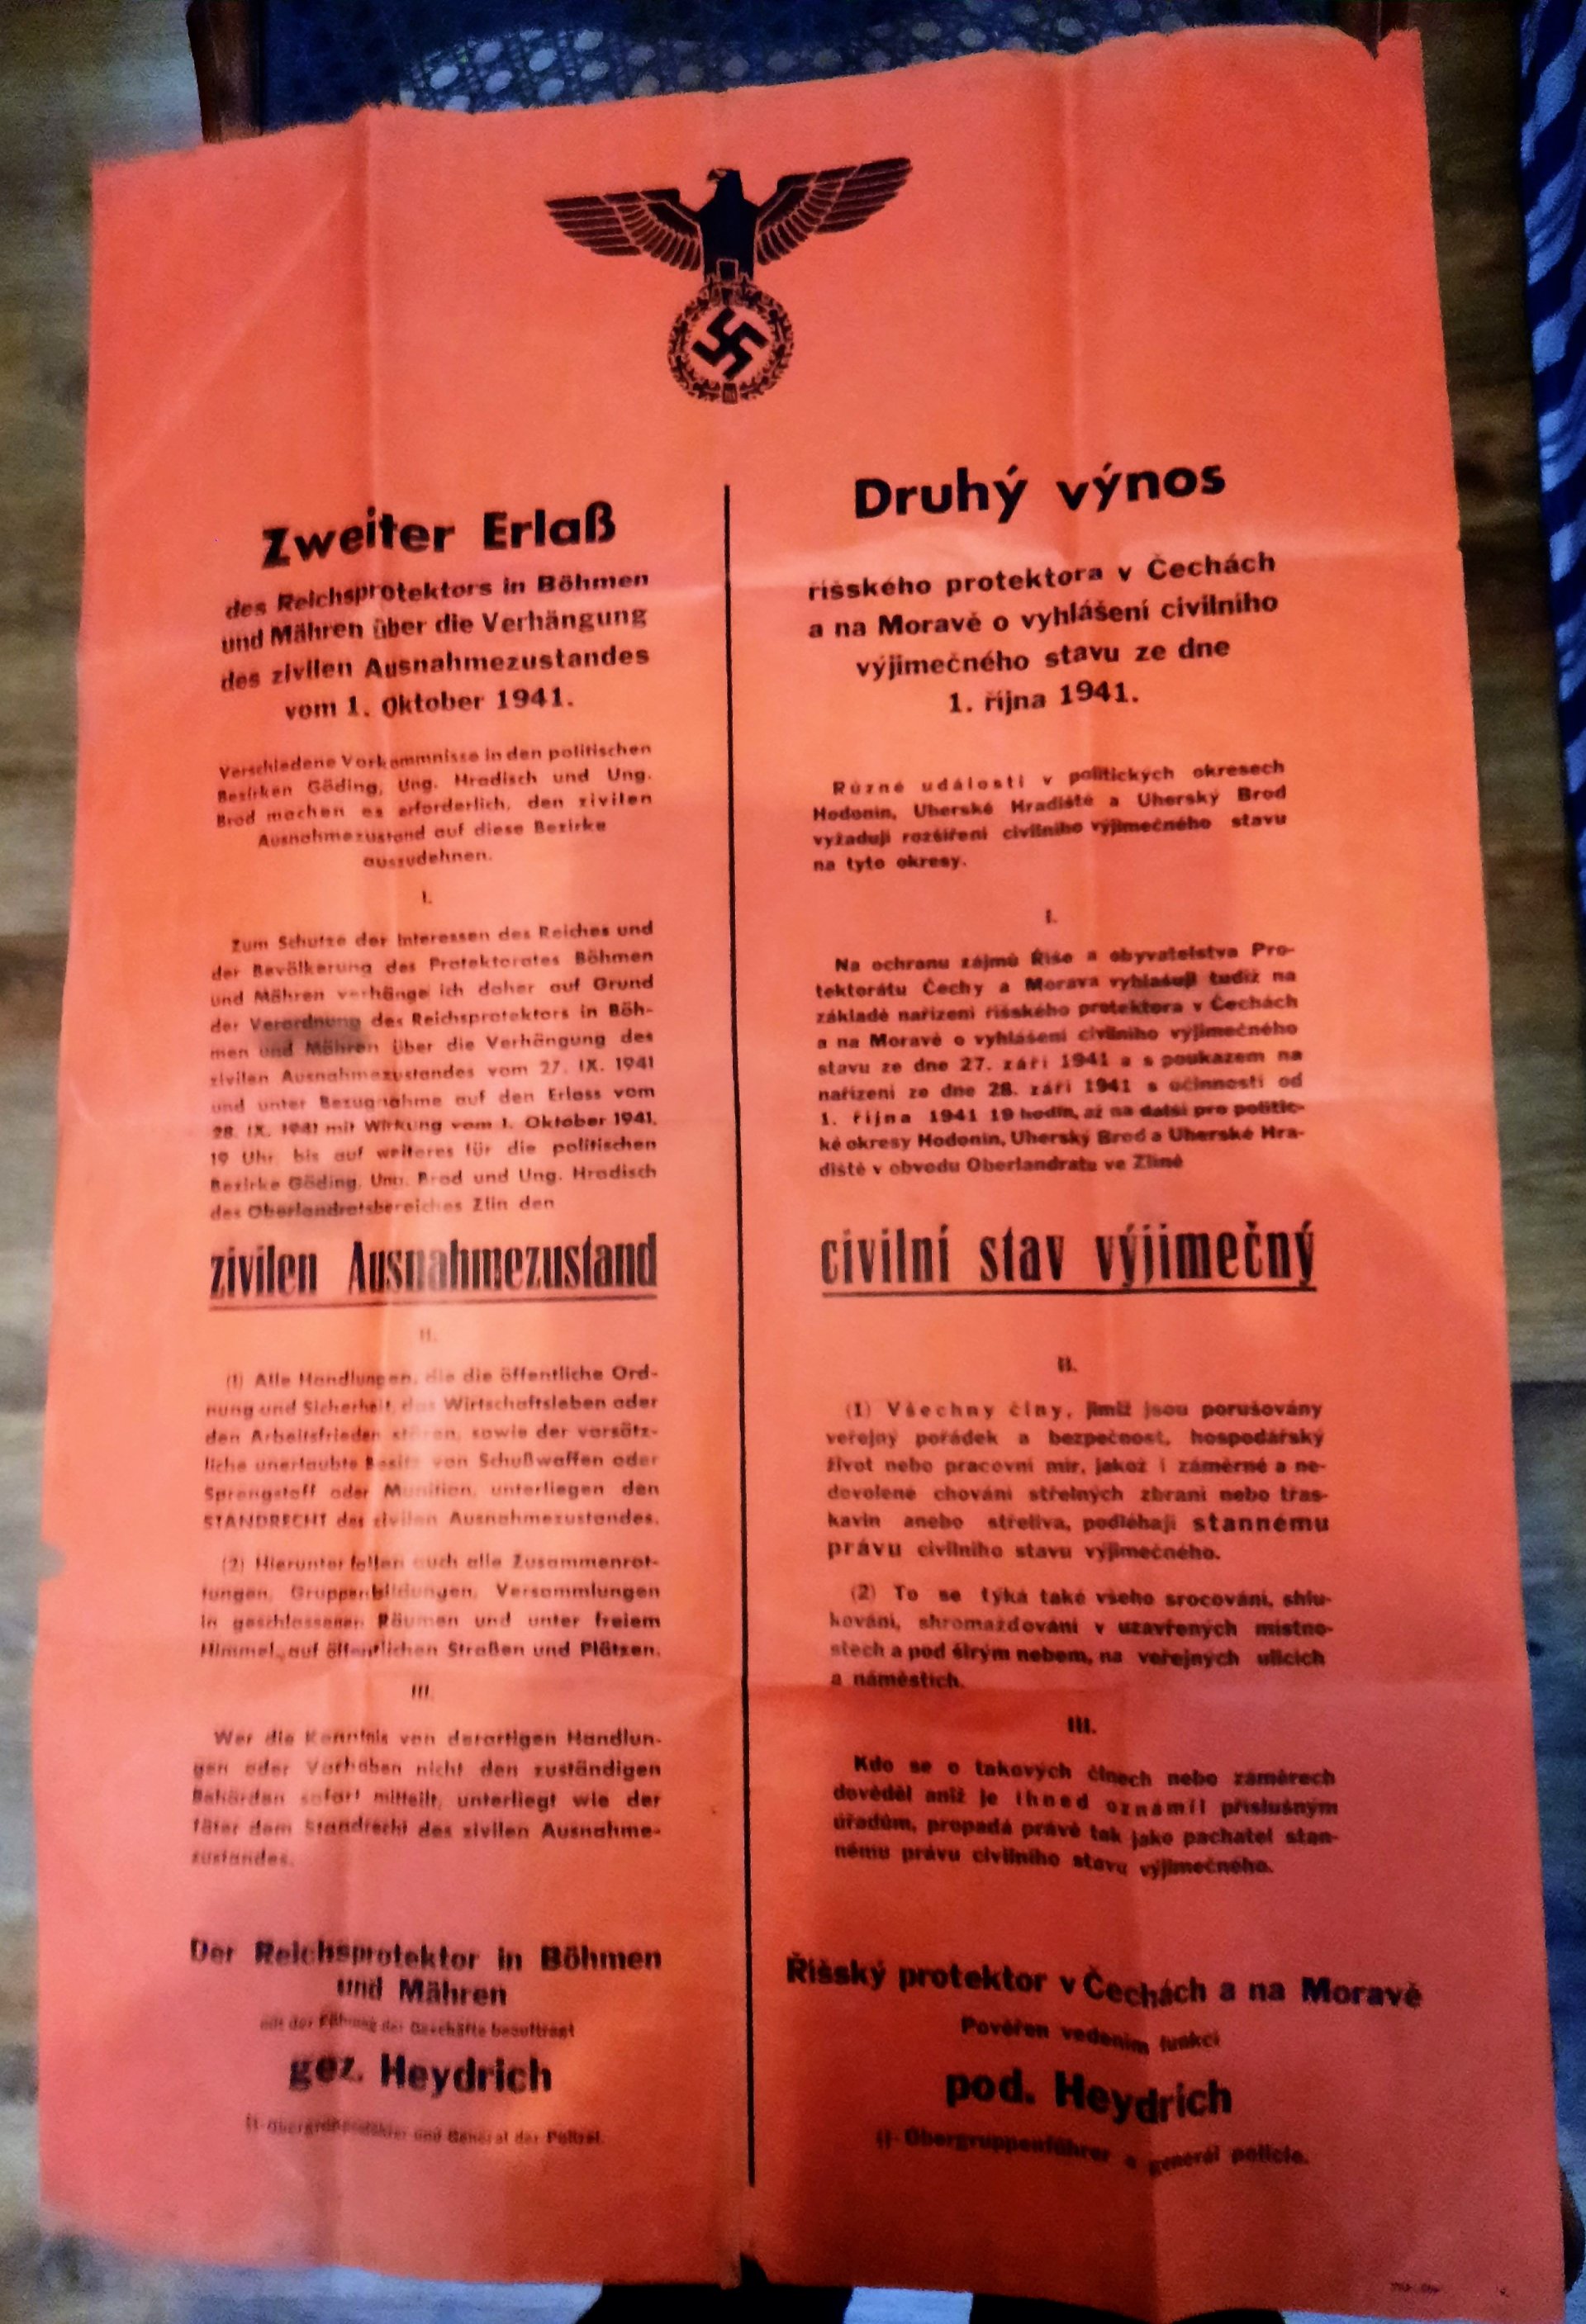 Zweiter Erlaß
des Reichsprotektors in Böhmen
und Mähren über die Verhängung
des zivilen Ausnahmezustandes
vom 1. Oktober 1941.
Verschiedene Vorkommnisse in den politischen
Bezirken Göding, Ung. Hradisch und Ung.
Brod machen es erforderlich, den zivilen
Ausnahmezustand auf diese Bezirke
auszudehnen.
I.
Zum Schutze der Interessen des Reiches und
der Bevölkerung des Protektorates Böhmen
und Mähren verhänge ich daher auf Grund
der Verordnung des Reichsprotektors in Böh-
men und Mähren über die Verhängung des
zivilen Ausnahmezustandes vom 27. IX. 1941
und unter Bezugnahme auf den Erlass vom
28. IX. 1941 mit Wirkung vom 1. Oktober 1941,
19 Uhr bis auf weiteres für die politischen
Bezirke Göding, Ung. Brod und Ung. Hradisch
des Oberlandratsbereiches Zlin den
zivilen Ausnahmezustand
II.
(1) Alle Handlungen, die die öffentliche Ord-
nung und Sicherheit, das Wirtschaftsleben oder
den Arbeitsfrieden stören, sowie der vorsätz-
liche unerlaubte Besitz von Schußwaffen oder
Sprengstoff oder Munition, unterliegen den
STANDRECHT des zivilen Ausnahmezustandes.
(2) Hierunter fallen auch alle Zusammenrot-
tungen, Gruppenbildungen, Versammlungen
in geschlossenen Räumen und unter freiem
Himmel, auf öffentlichen Straßen und Plätzen.
III.
Wer die Kenntnis von derartigen Handlun-
gen oder Vorhaben nicht den zuständigen
Behörden sofort mitteilt, unterliegt wie der
Täter dem Standrecht des zivilen Ausnahme-
zustandes.
Der Reichsprotektor in Böhmen
und Mähren
mit der Führung der Geschäfte beauftragt
gez. Heydrich
SS-Obergruppenführer und General der Polizei.
Druhý výnos
říšského protektora v Čechách
a na Moravě o vyhlášení civilního
výjimečného stavu ze dne
1. října 1941.
Různé události v politických okresech
Hodonín, Uherské Hradiště a Uherský Brod
vyžadují rozšíření civilního výjimečného stavu
na tyto okresy.
I.
Na ochranu zájmů Říše a obyvatelstva Pro-
tektorátu Čechy a Morava vyhlašuji tudíž na
základě nařízení říšského protektora v Čechách
a na Moravě o vyhlášení civilního výjimečného
stavu ze dne 27. září 1941 a s poukazem na
nařízení ze dne 28. září 1941 s účinností od
1. října 1941 19 hodin, až na další pro politic-
ké okresy Hodonín, Uherský Brod a Uherské Hra-
diště v obvodu Oberlandratu ve Zlíně
civilní stav výjimečný
II.
(1) Všechny činy, jimiž jsou porušovány
veřejný pořádek a bezpečnost, hospodářský
život nebo pracovní mír, jakož i záměrné a ne-
dovolené chování střelných zbraní nebo třas-
kavin anebo střeliva, podléhají stannému
právu civilního stavu výjimečného.
(2) To se týká také všeho srocování, shlu-
kování, shromažďování v uzavřených místno-
stech a pod širým nebem, na veřejných ulicích
a náměstích.
III.
Kdo se o takových činech nebo záměrech
dověděl aniž je ihned oznámil příslušným
úřadům, propadá právě tak jako pachatel stan-
nému právu civilního stavu výjimečného.
Říšský protektor v Čechách a na Moravě
Pověřen vedením funkcí
pod. Heydrich
SS-Obergruppenführer a generál policie.